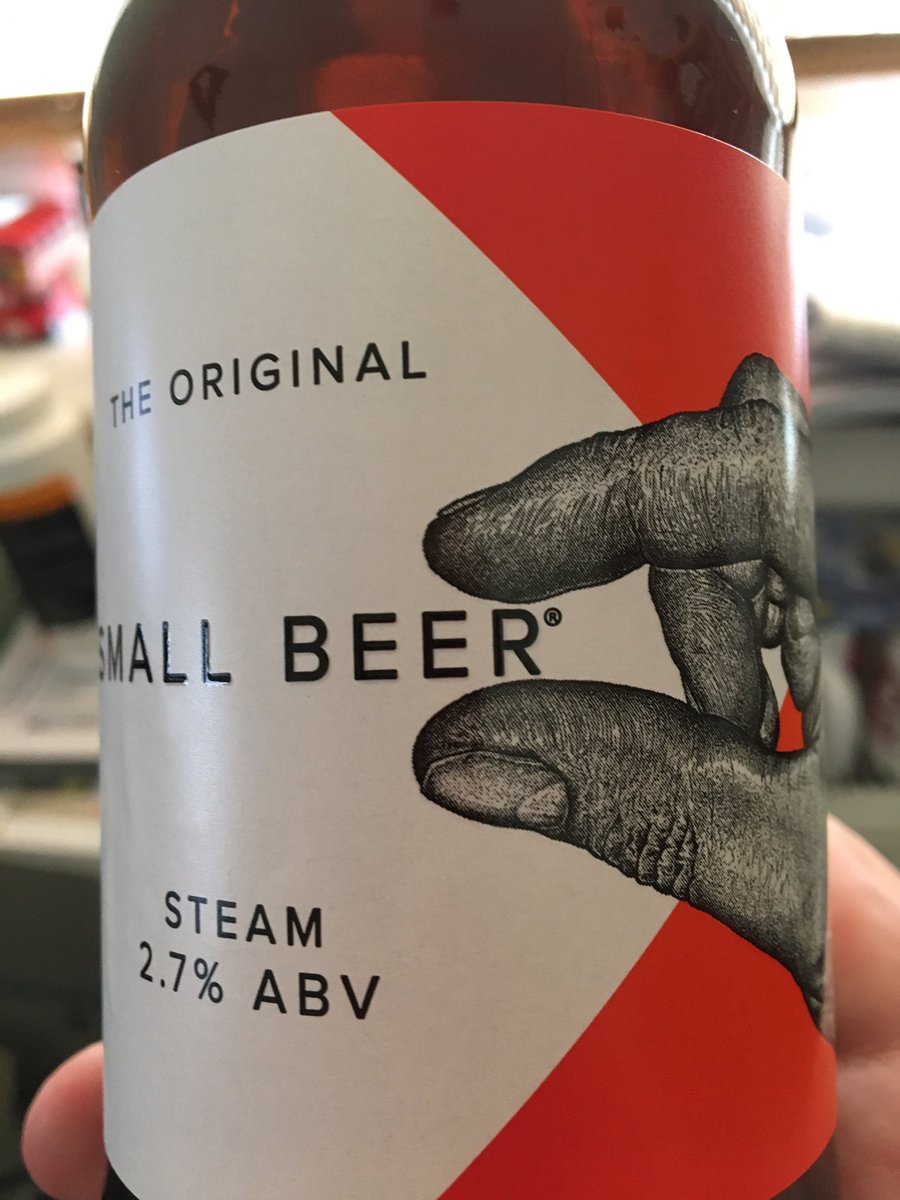 THE ORIGINAL
SMALL BEER®
STEAM
2.7% ABV